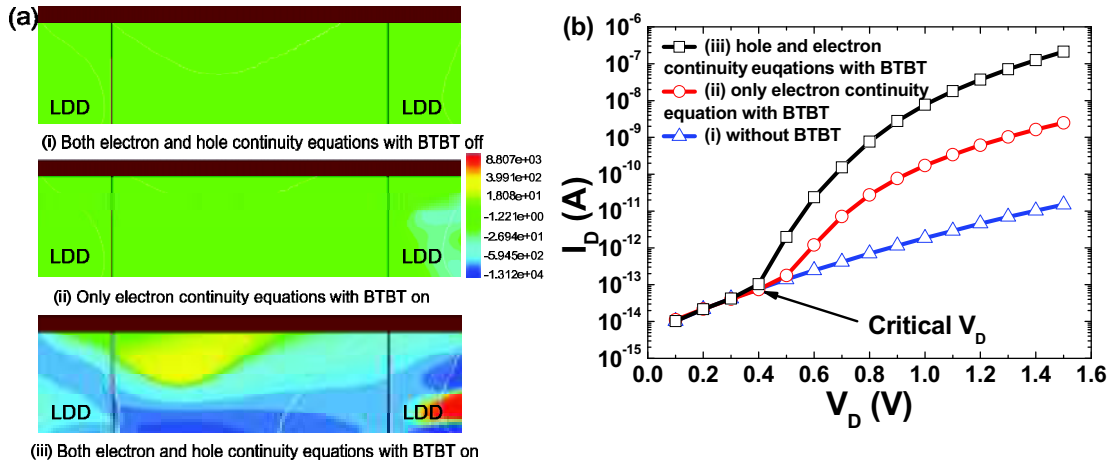 (a)
LDD
LDD
(i) Both electron and hole continuity equations with BTBT off
LDD
LDD
8.807e+03
3.991e+02
1.808e+01
-1.221e+00
-2.694e+01
-5.945e+02
-1.312e+04
(ii) Only electron continuity equations with BTBT on
LDD
LDD
(iii) Both electron and hole continuity equations with BTBT on
(b)
(iii) hole and electron
continuity euqations with BTBT
(ii) only electron continuity
equation with BTBT
(i) without BTBT
Critical V_D
I_D (A)
10^-6
10^-7
10^-8
10^-9
10^-10
10^-11
10^-12
10^-13
10^-14
10^-15
0.0 0.2 0.4 0.6 0.8 1.0 1.2 1.4 1.6
V_D (V)